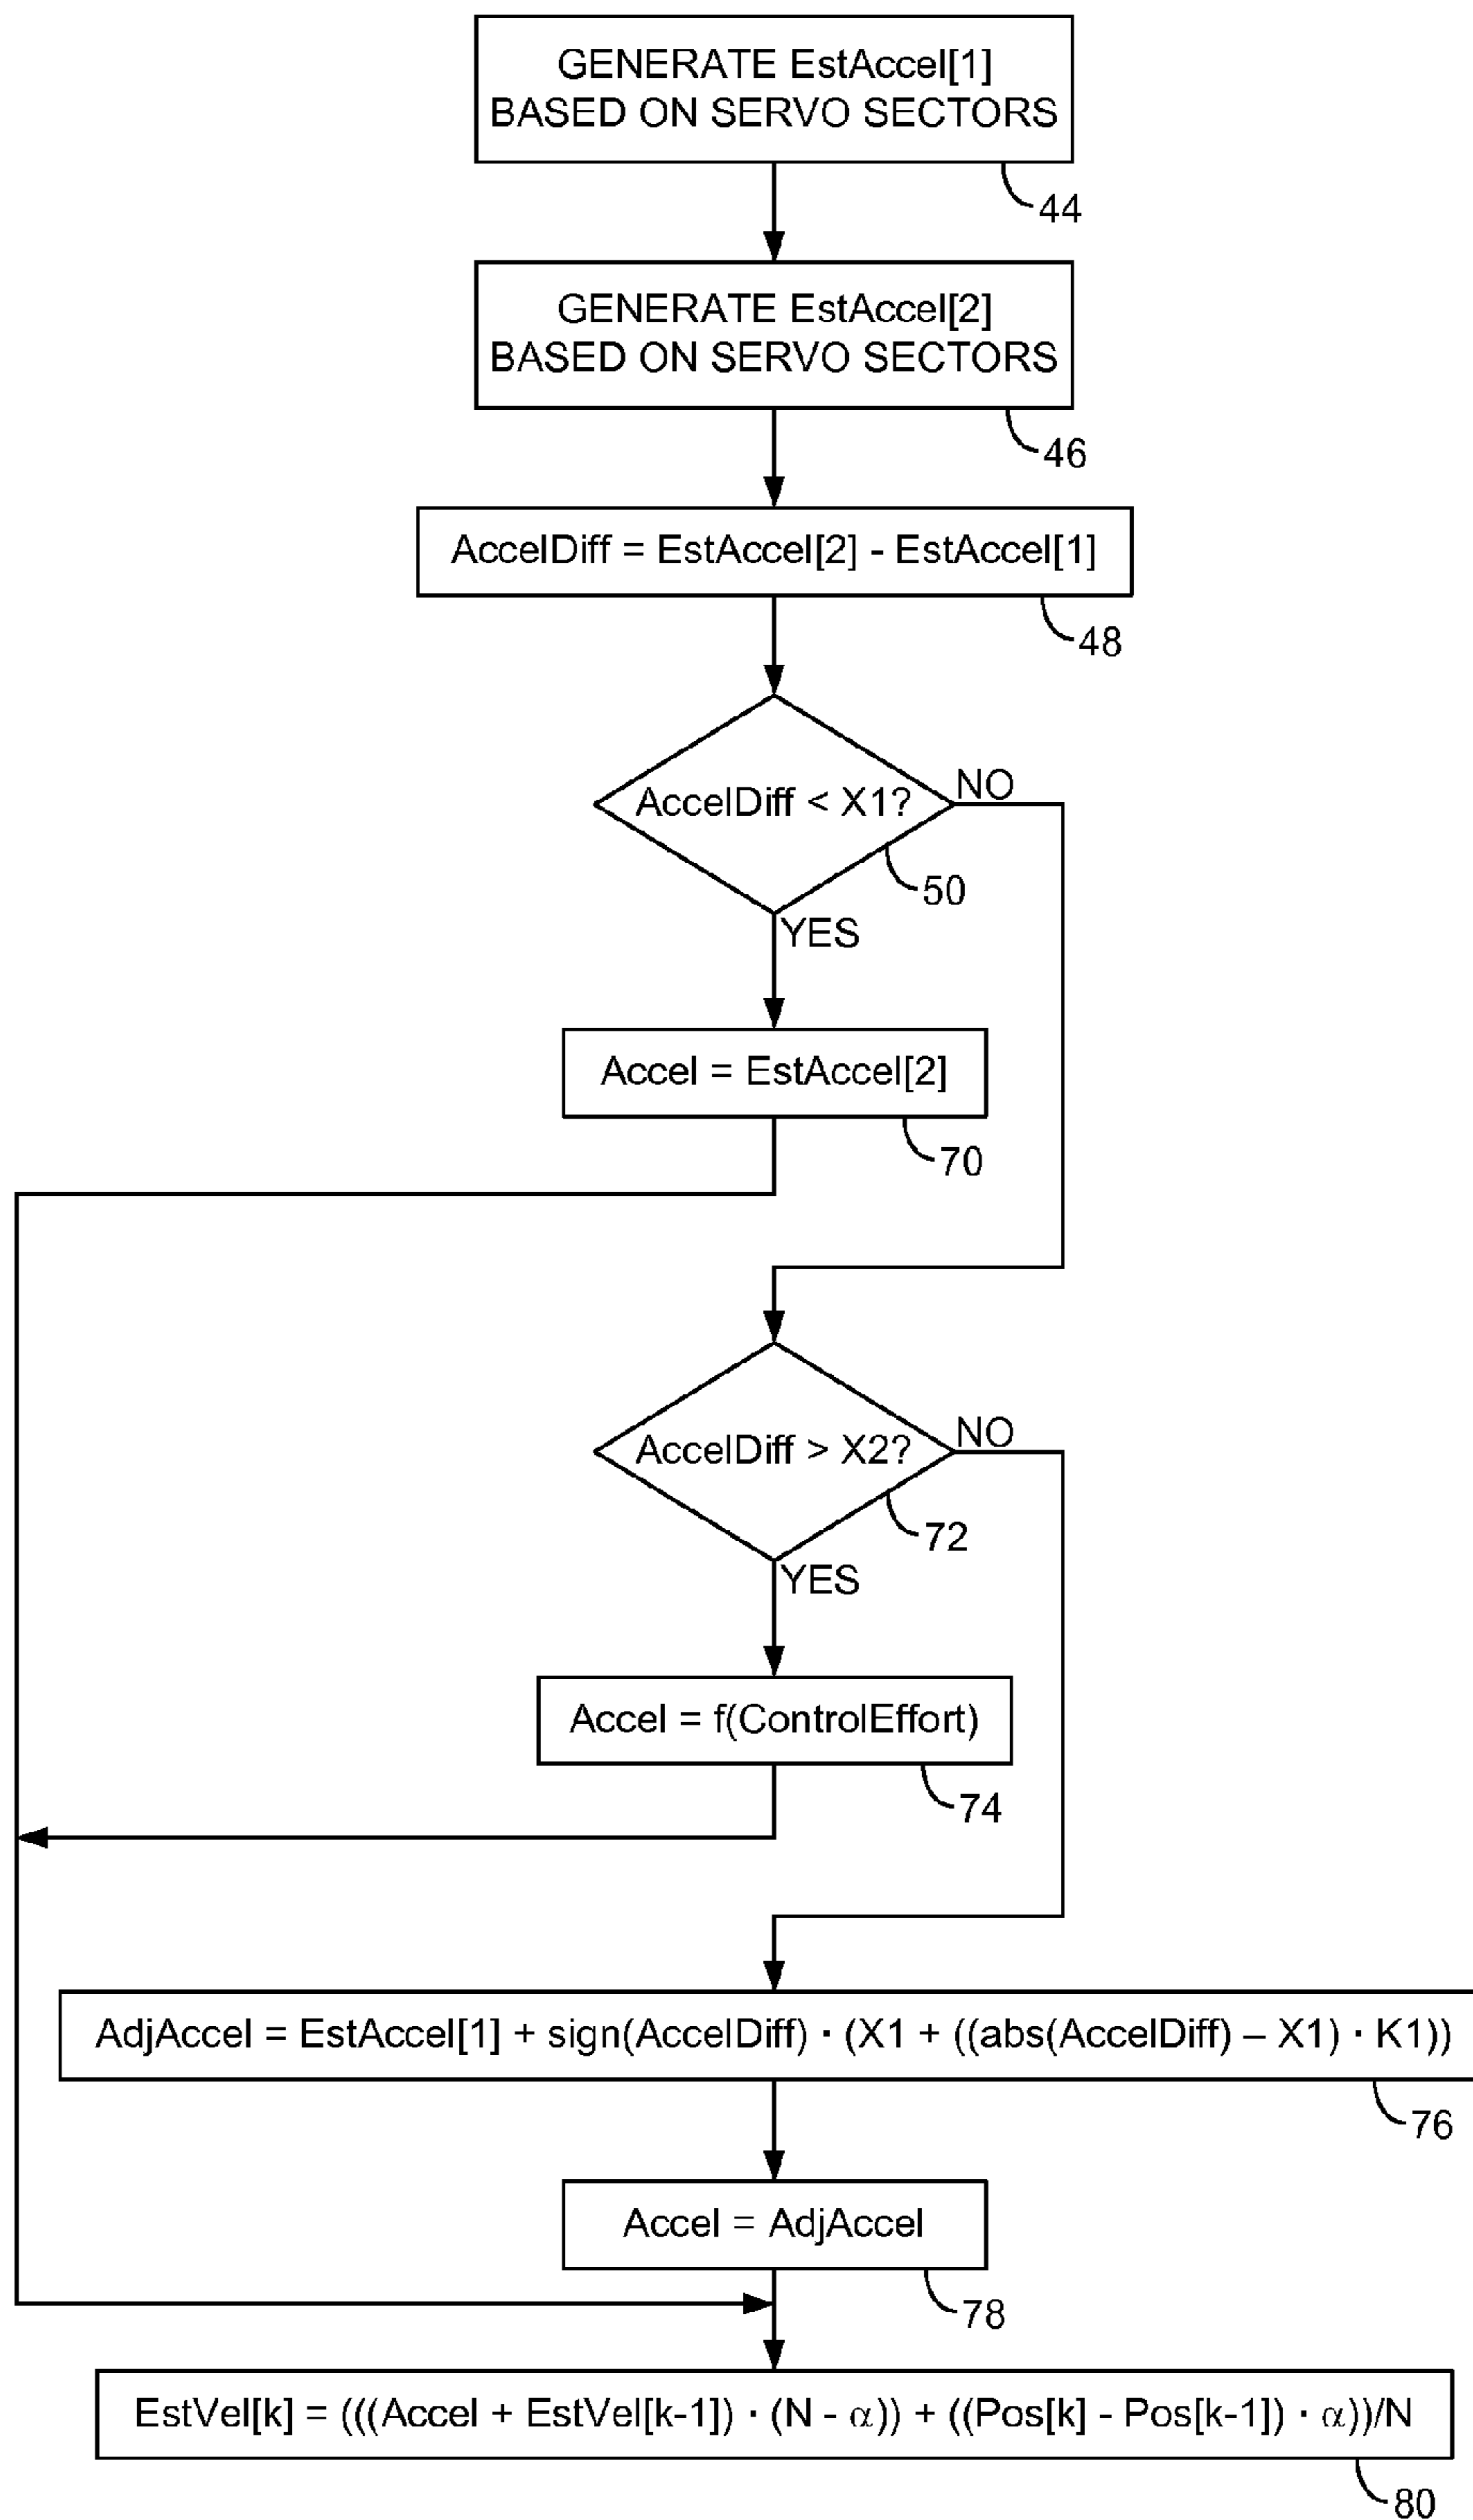 GENERATE EstAccel[1]
BASED ON SERVO SECTORS
44
GENERATE EstAccel[2]
BASED ON SERVO SECTORS
46
AccelDiff = EstAccel[2] - EstAccel[1]
48
AccelDiff < X1?
NO
50
YES
Accel = EstAccel[2]
70
AccelDiff > X2?
NO
72
YES
Accel = f(ControlEffort)
74
AdjAccel = EstAccel[1] + sign(AccelDiff) · (X1 + ((abs(AccelDiff) – X1) · K1))
76
Accel = AdjAccel
78
EstVel[k] = (((Accel + EstVel[k-1]) · (N - α)) + ((Pos[k] - Pos[k-1]) · α))/N
80